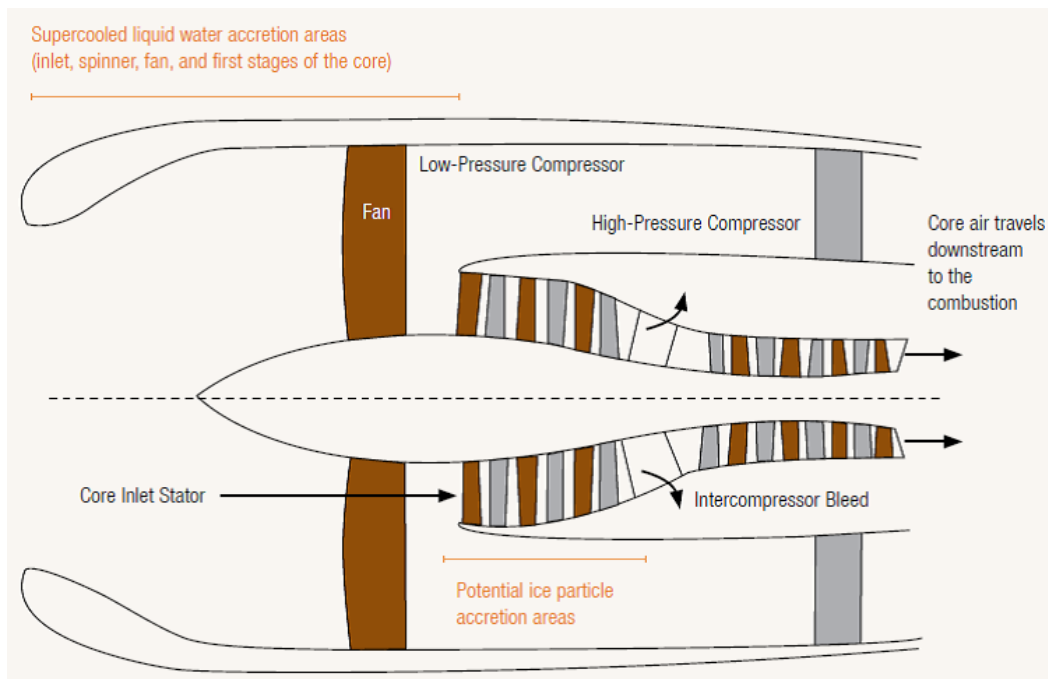 Supercooled liquid water accretion areas
(inlet, spinner, fan, and first stages of the core)
Low-Pressure Compressor
Fan
High-Pressure Compressor
Core air travels
downstream
to the
combustion
Core Inlet Stator
Intercompressor Bleed
Potential ice particle
accretion areas